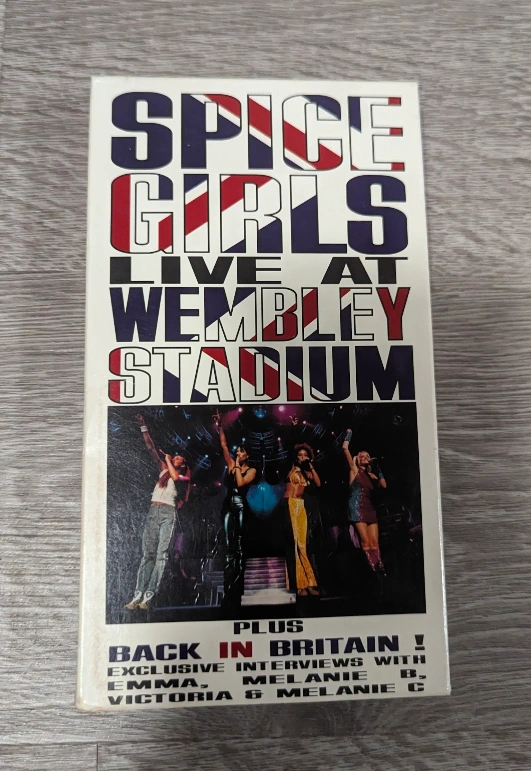 SPICE
GIRLS
LIVE AT
WEMBLEY
STADIUM
PLUS
BACK IN BRITAIN !
EXCLUSIVE INTERVIEWS WITH
EMMA, MELANIE B,
VICTORIA & MELANIE C